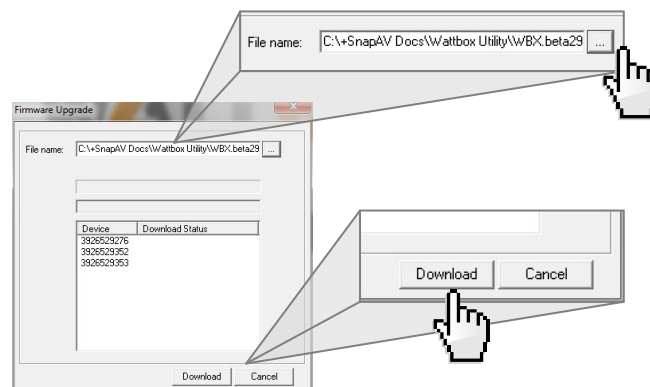 File name: C:\+SnapAV Docs\Wattbox Utility\WBX.beta29 ...
Firmware Upgrade
File name: C:\+SnapAV Docs\Wattbox Utility\WBX.beta29 ...
Device Download Status
3926529276
3926529352
3926529353
Download Cancel
Download Cancel